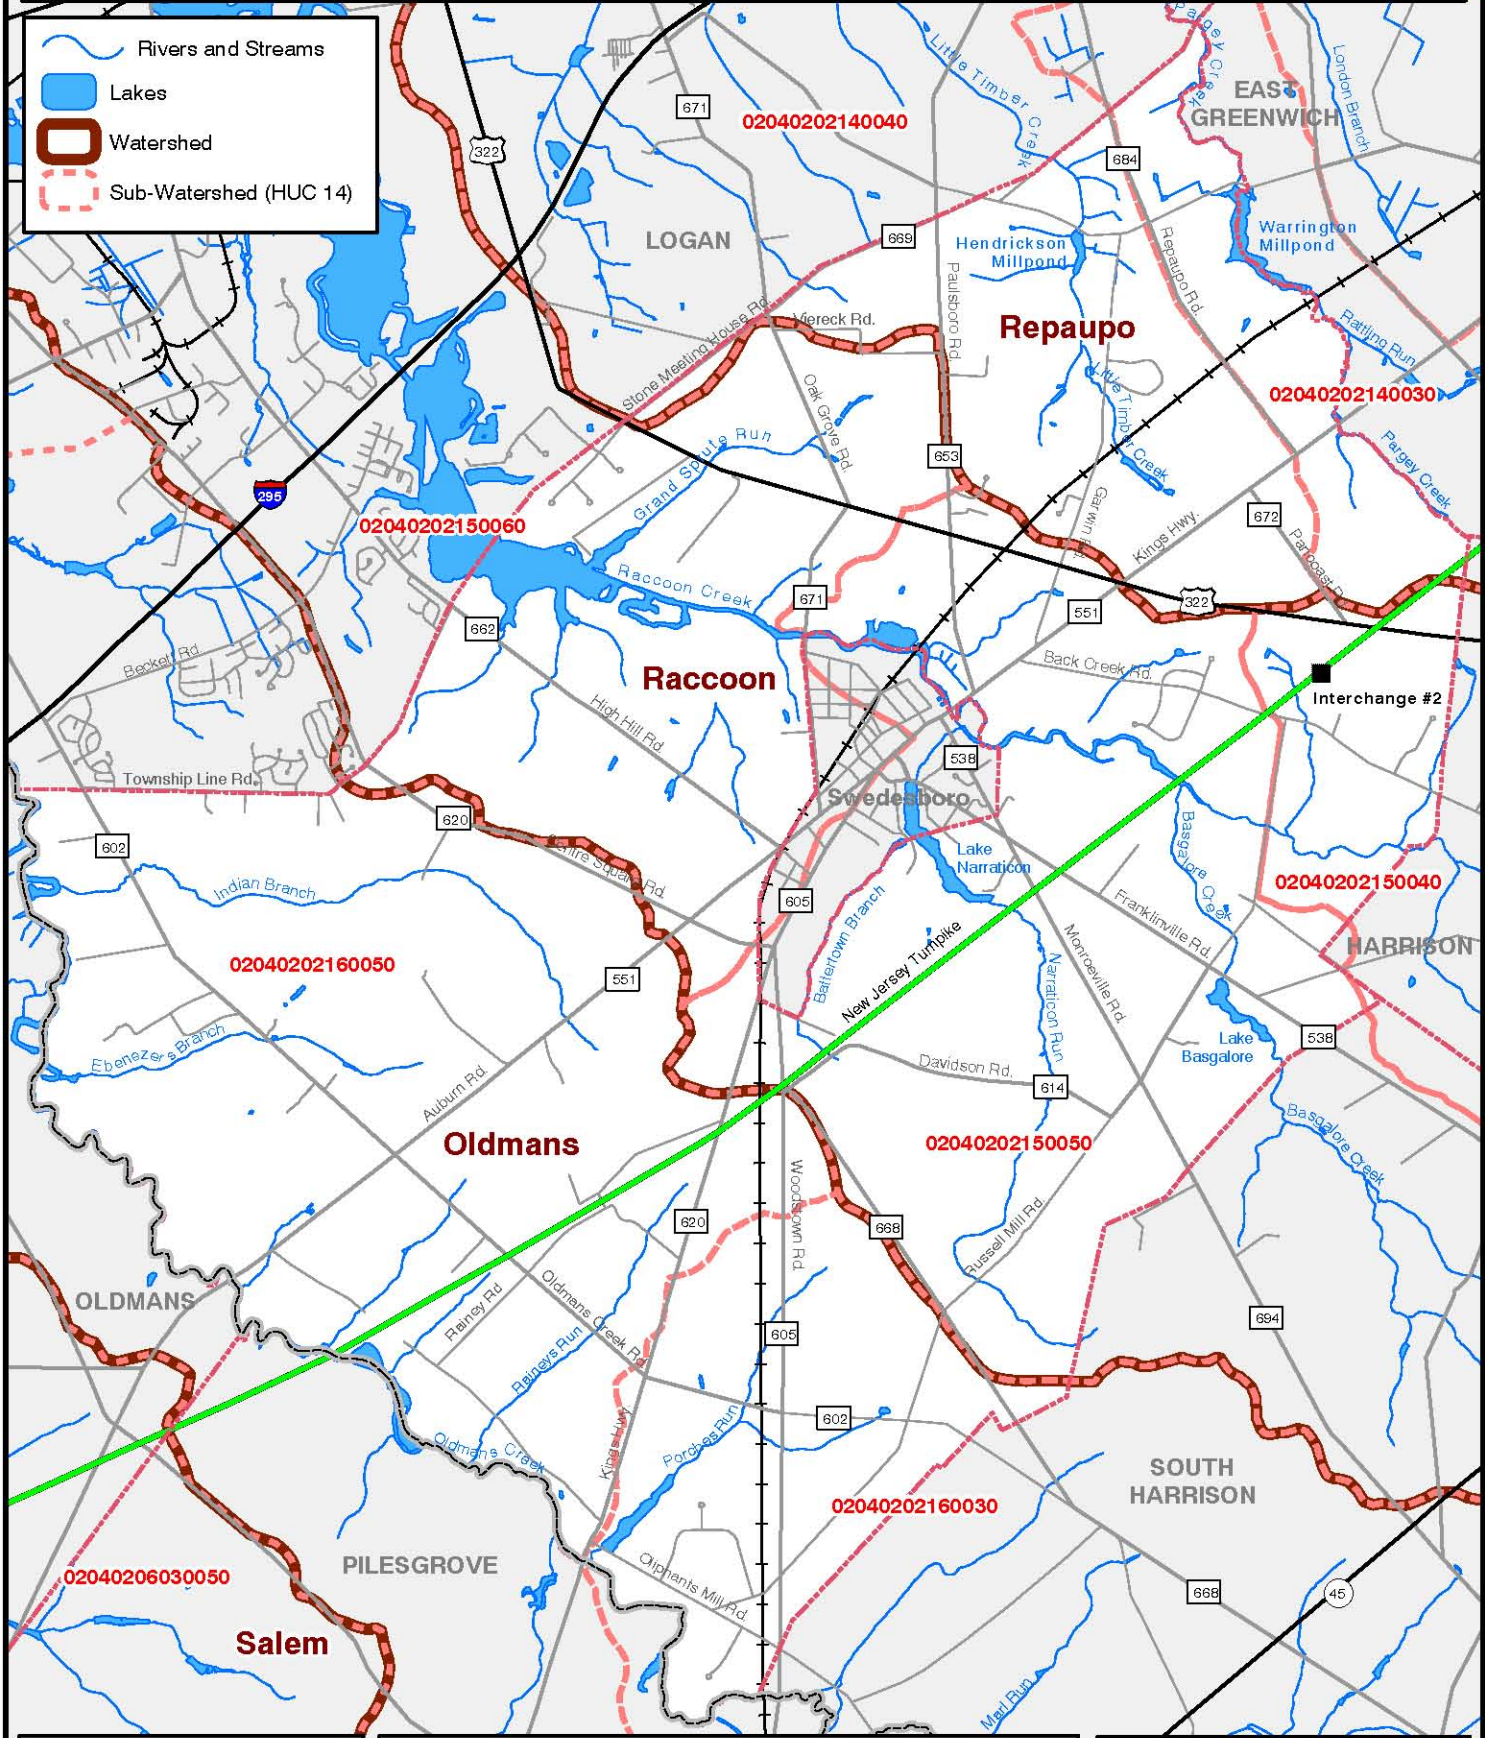 Rivers and Streams
Lakes
Watershed
Sub-Watershed (HUC 14)
Pargey Creek
London Branch
Little Timber Creek
EAST
GREENWICH
671
02040202140040
322
684
LOGAN
669
Hendrickson
Millpond
Warrington
Millpond
Repaupo Rd.
Paulsboro Rd.
Stone Meeting House Rd.
Viereck Rd.
Repaupo
Rattling Run
Oak Grove Rd.
Little Timber Creek
02040202140030
Grand Sprute Run
653
Pargey Creek
295
Garwin Rd.
02040202150060
672
Kings Hwy.
Raccoon Creek
671
322
551
662
Beckett Rd
Back Creek Rd.
Raccoon
Interchange #2
High Hill Rd.
538
Township Line Rd.
Swedesboro
620
Basgalore Creek
602
Centre Square Rd.
Lake
Narraticon
Indian Branch
02040202150040
605
Battertown Branch
Franklinville Rd.
New Jersey Turnpike
Monroeville Rd.
HARRISON
02040202160050
551
Narraticon Run
Ebenezers Branch
Lake
Basgalore
538
Auburn Rd.
Davidson Rd.
614
Oldmans
02040202150050
Basgalore Creek
Woodstown Rd.
620
668
Russell Mill Rd.
OLDMANS
Rainey Rd
Oldmans Creek Rd
694
Raineys Run
605
602
Kings Hwy.
Porches Run
Oldmans Creek
SOUTH
HARRISON
02040202160030
PILESGROVE
02040206030050
Oliphants Mill Rd.
668
45
Salem
Marl Run